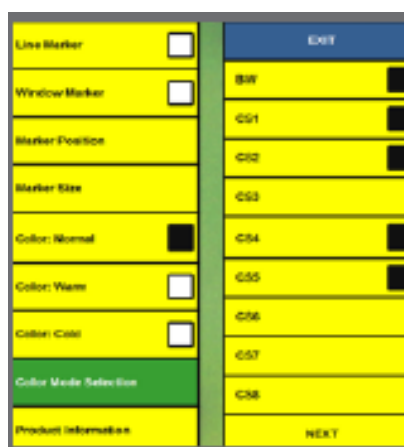 Line Marker
Window Marker
Marker Position
Marker Size
Color: Normal
Color: Warm
Color: Cold
Color Mode Selection
Product Information
EXIT
BW
CS1
CS2
CS3
CS4
CS5
CS6
CS7
CS8
NEXT